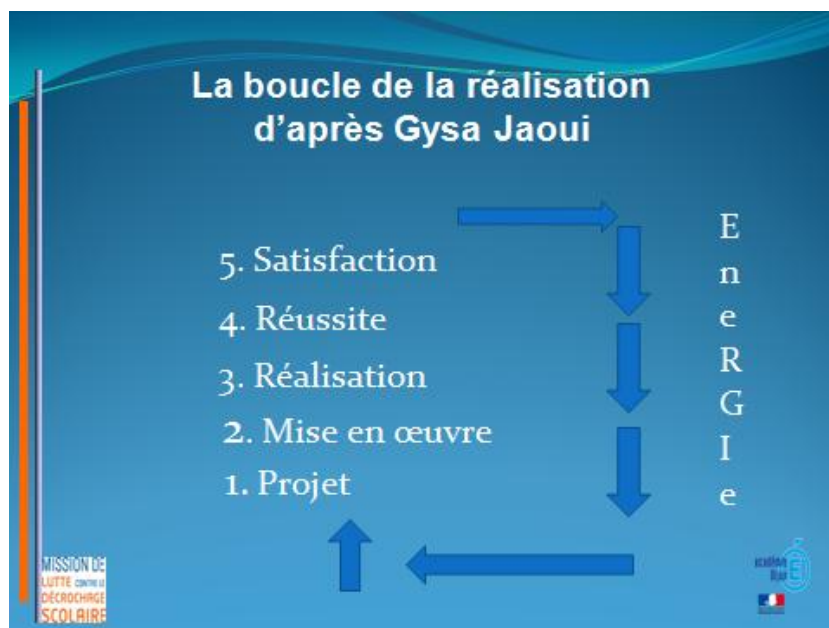 La boucle de la réalisation
d'après Gysa Jaoui
5. Satisfaction
4. Réussite
3. Réalisation
2. Mise en œuvre
1. Projet
E
n
e
R
G
I
e
MISSION DE
LUTTE CONTRE LE
DÉCROCHAGE
SCOLAIRE